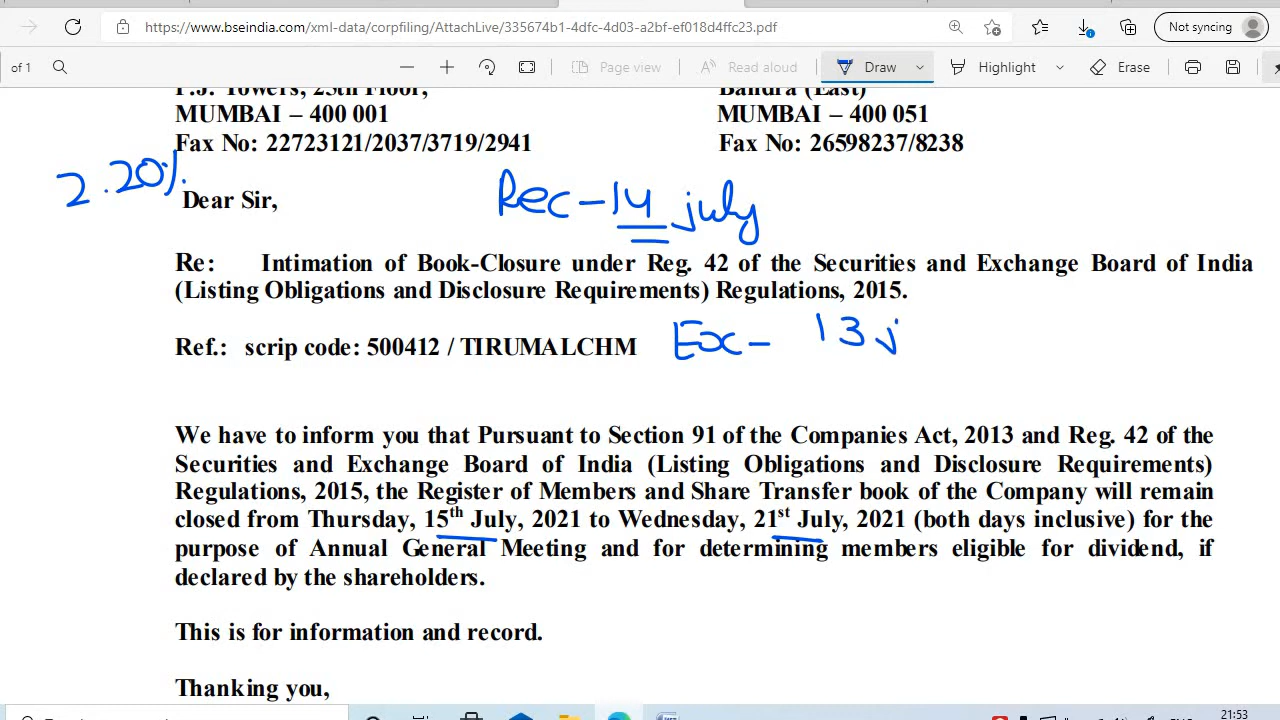 https://www.bseindia.com/xml-data/corpfiling/AttachLive/335674b1-4dfc-4d03-a2bf-ef018d4ffc23.pdf
Not syncing
of 1
Page view
Read aloud
Draw
Highlight
Erase
P.J. Towers, 25th Floor,
Bandra (East)
MUMBAI – 400 001
MUMBAI – 400 051
Fax No: 22723121/2037/3719/2941
Fax No: 26598237/8238
2.20%
Dear Sir,
Rec - 14 july
Re: Intimation of Book-Closure under Reg. 42 of the Securities and Exchange Board of India
(Listing Obligations and Disclosure Requirements) Regulations, 2015.
Ref.: scrip code: 500412 / TIRUMALCHM
Ex - 13 j
We have to inform you that Pursuant to Section 91 of the Companies Act, 2013 and Reg. 42 of the
Securities and Exchange Board of India (Listing Obligations and Disclosure Requirements)
Regulations, 2015, the Register of Members and Share Transfer book of the Company will remain
closed from Thursday, 15th July, 2021 to Wednesday, 21st July, 2021 (both days inclusive) for the
purpose of Annual General Meeting and for determining members eligible for dividend, if
declared by the shareholders.
This is for information and record.
Thanking you,
21:53